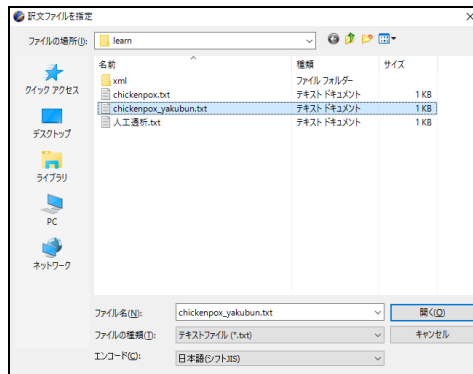 訳文ファイルを指定
ファイルの場所(I): learn
名前 種類 サイズ
xml ファイル フォルダー
chickenpox.txt テキスト ドキュメント 1 KB
chickenpox_yakubun.txt テキスト ドキュメント 1 KB
人工透析.txt テキスト ドキュメント 1 KB
クイック アクセス
デスクトップ
ライブラリ
PC
ネットワーク
ファイル名(N): chickenpox_yakubun.txt 開く(O)
ファイルの種類(T): テキストファイル (*.txt) キャンセル
エンコード(C): 日本語(シフトJIS)